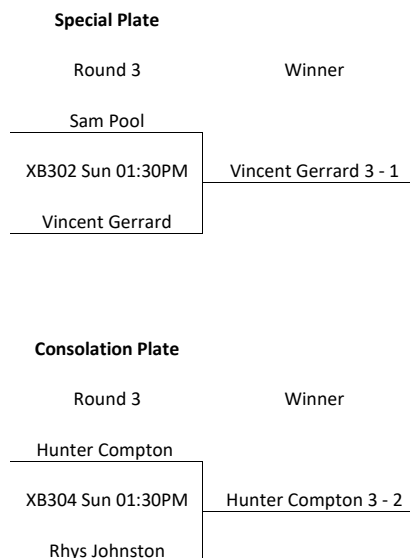 Special Plate
Round 3 Winner
Sam Pool
XB302 Sun 01:30PM Vincent Gerrard 3 - 1
Vincent Gerrard
Consolation Plate
Round 3 Winner
Hunter Compton
XB304 Sun 01:30PM Hunter Compton 3 - 2
Rhys Johnston